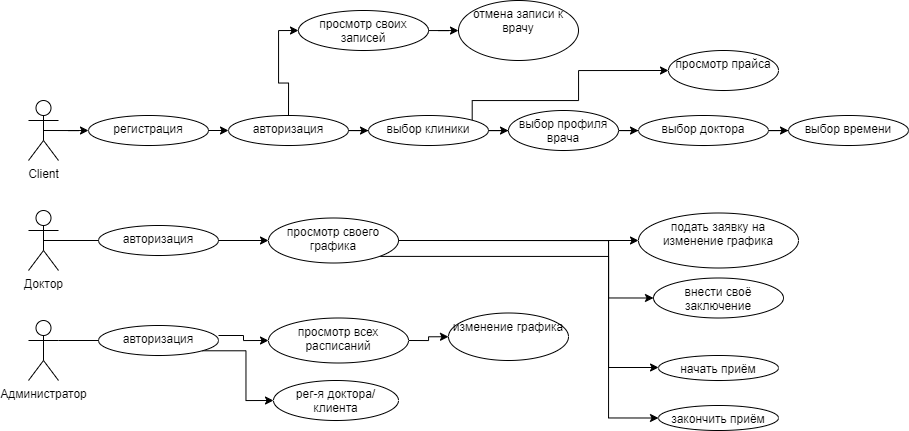 просмотр своих
записей
отмена записи к
врачу
просмотр прайса
регистрация
авторизация
выбор клиники
выбор профиля
врача
выбор доктора
выбор времени
Client
авторизация
просмотр своего
графика
подать заявку на
изменение графика
Доктор
внести своё
заключение
авторизация
просмотр всех
расписаний
изменение графика
начать приём
Администратор
рег-я доктора/
клиента
закончить приём